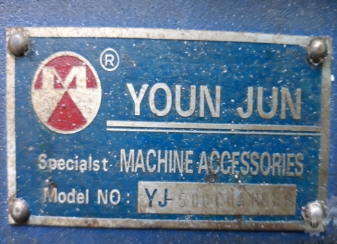 M ®
YOUN JUN
Specialst MACHINE ACCESSORIES
Model NO: YJ-